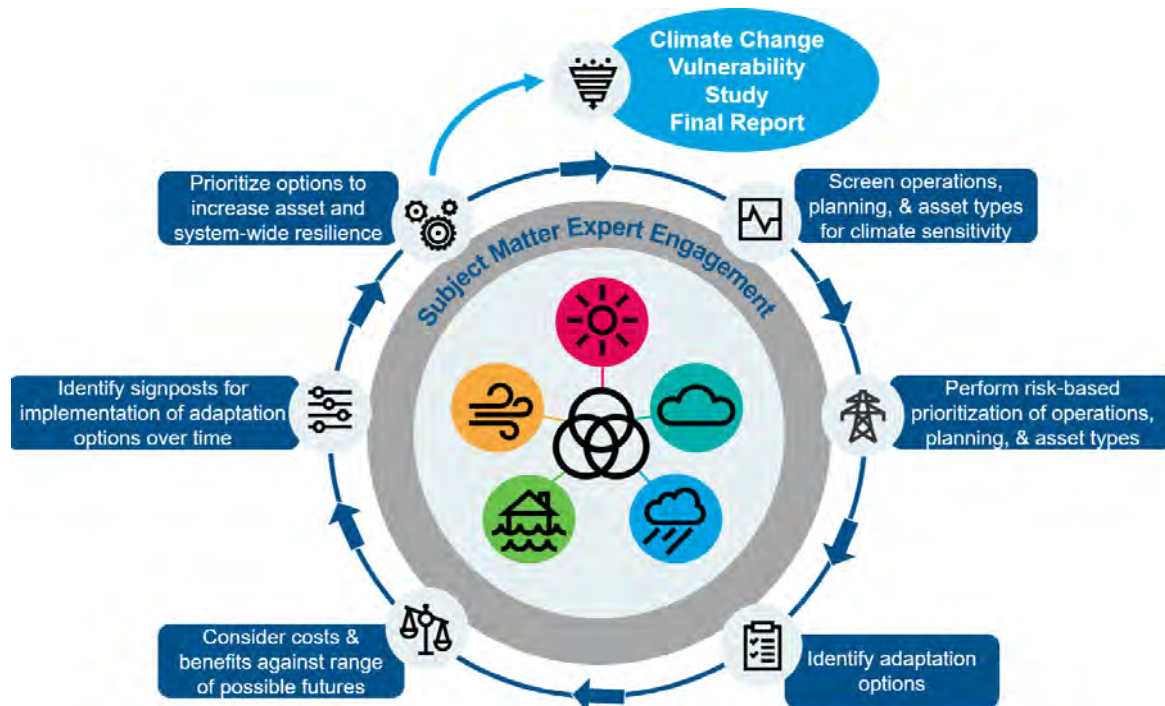 Climate Change
Vulnerability
Study
Final Report
Prioritize options to
increase asset and
system-wide resilience
Screen operations,
planning, & asset types
for climate sensitivity
Subject Matter Expert Engagement
Identify signposts for
implementation of adaptation
options over time
Perform risk-based
prioritization of operations,
planning, & asset types
Consider costs &
benefits against range
of possible futures
Identify adaptation
options